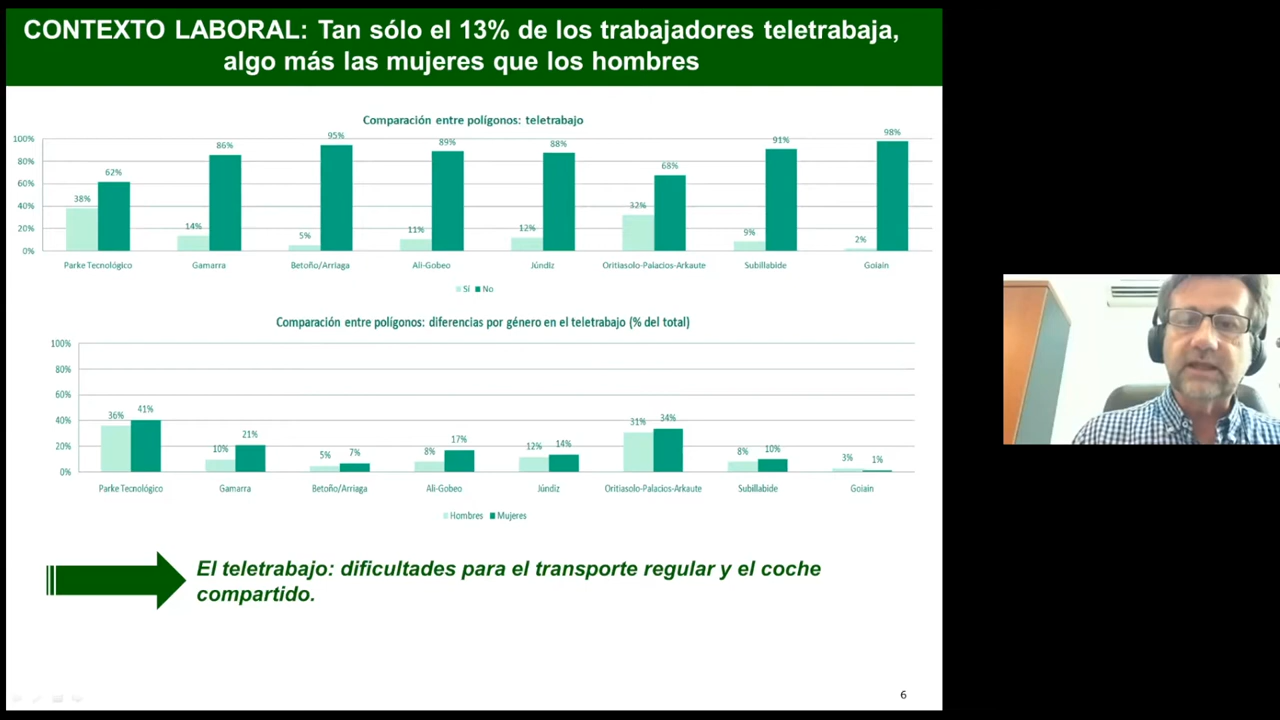 CONTEXTO LABORAL: Tan sólo el 13% de los trabajadores teletrabaja,
algo más las mujeres que los hombres
Comparación entre polígonos: teletrabajo
100%
80%
60%
40%
20%
0%
38% 62% 14% 86% 5% 95% 11% 89% 12% 88% 32% 68% 9% 91% 2% 98%
Parke Tecnológico Gamarra Betoño/Arriaga Ali-Gobeo Júndiz Oritiasolo-Palacios-Arkaute Subillabide Goiain
Sí No
Comparación entre polígonos: diferencias por género en el teletrabajo (% del total)
100%
80%
60%
40%
20%
0%
36% 41% 10% 21% 5% 7% 8% 17% 12% 14% 31% 34% 8% 10% 3% 1%
Parke Tecnológico Gamarra Betoño/Arriaga Ali-Gobeo Júndiz Oritiasolo-Palacios-Arkaute Subillabide Goiain
Hombres Mujeres
El teletrabajo: dificultades para el transporte regular y el coche
compartido.
6